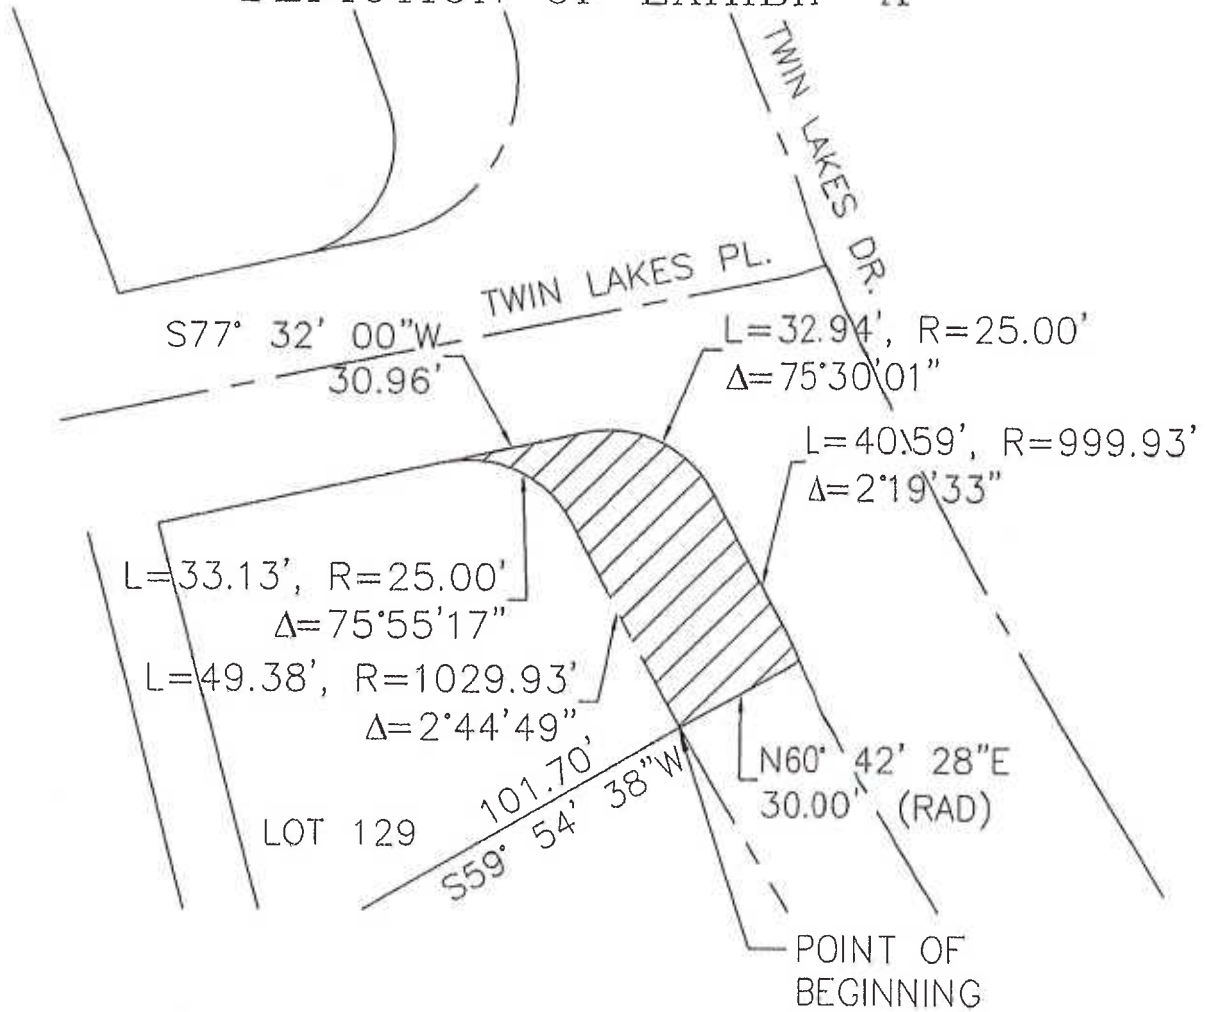 TWIN LAKES DR.
TWIN LAKES PL.
S77° 32' 00"W
30.96'
L=32.94', R=25.00'
Δ=75°30'01"
L=40.59', R=999.93'
Δ=2°19'33"
L=33.13', R=25.00'
Δ=75°55'17"
L=49.38', R=1029.93'
Δ=2°44'49"
101.70'
S59° 54' 38"W
N60° 42' 28"E
30.00' (RAD)
LOT 129
POINT OF
BEGINNING